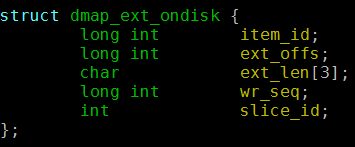 struct dmap_ext_ondisk {
long int item_id;
long int ext_offs;
char ext_len[3];
long int wr_seq;
int slice_id;
};